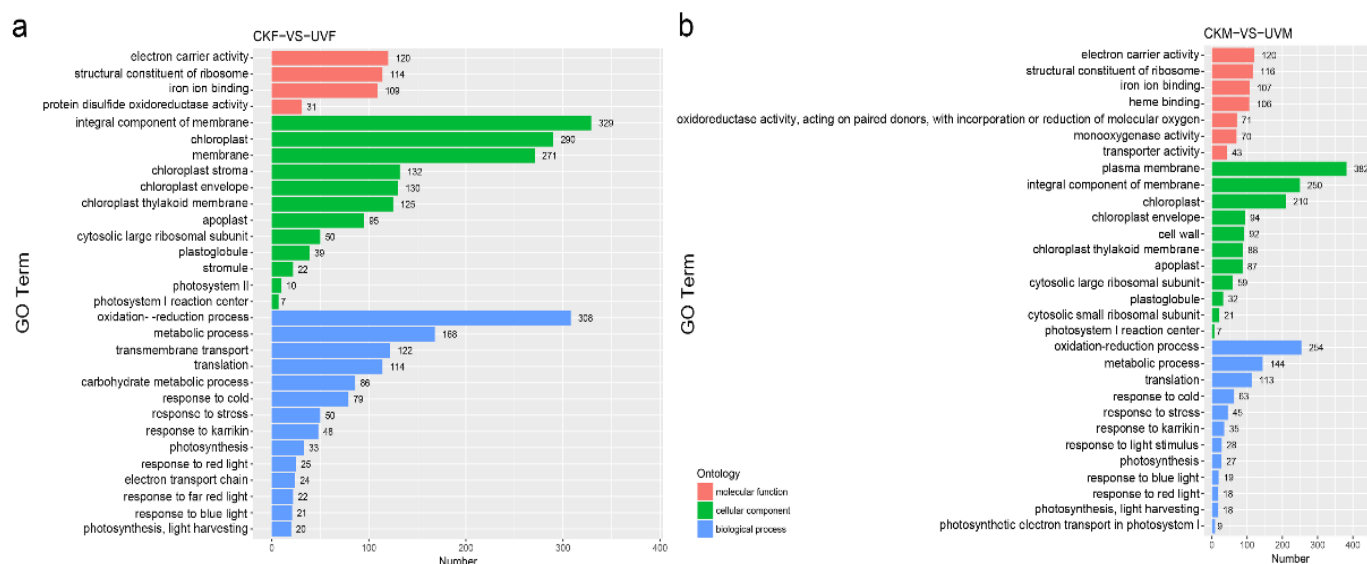 a
CKF-VS-UVF
electron carrier activity 120
structural constituent of ribosome 114
iron ion binding 109
protein disulfide oxidoreductase activity 31
integral component of membrane 329
chloroplast 290
membrane 271
chloroplast stroma 132
chloroplast envelope 130
chloroplast thylakoid membrane 125
apoplast 95
cytosolic large ribosomal subunit 50
plastoglobule 39
stromule 22
photosystem II 10
photosystem I reaction center 7
oxidation- -reduction process 308
metabolic process 168
transmembrane transport 122
translation 114
carbohydrate metabolic process 86
response to cold 79
response to stress 50
response to karrikin 48
photosynthesis 33
response to red light 25
electron transport chain 24
response to far red light 22
response to blue light 21
photosynthesis, light harvesting 20
0 100 200 300 400
Number
GO Term
Ontology
molecular function
cellular component
biological process
b
CKM-VS-UVM
electron carrier activity 120
structural constituent of ribosome 116
iron ion binding 107
heme binding 106
oxidoreductase activity, acting on paired donors, with incorporation or reduction of molecular oxygen 71
monooxygenase activity 70
transporter activity 43
plasma membrane 382
integral component of membrane 250
chloroplast 210
chloroplast envelope 94
cell wall 92
chloroplast thylakoid membrane 88
apoplast 87
cytosolic large ribosomal subunit 59
plastoglobule 32
cytosolic small ribosomal subunit 21
photosystem I reaction center 7
oxidation-reduction process 254
metabolic process 144
translation 113
response to cold 63
response to stress 45
response to karrikin 35
response to light stimulus 28
photosynthesis 27
response to blue light 19
response to red light 18
photosynthesis, light harvesting 18
photosynthetic electron transport in photosystem I 9
0 100 200 300 400
Number
GO Term